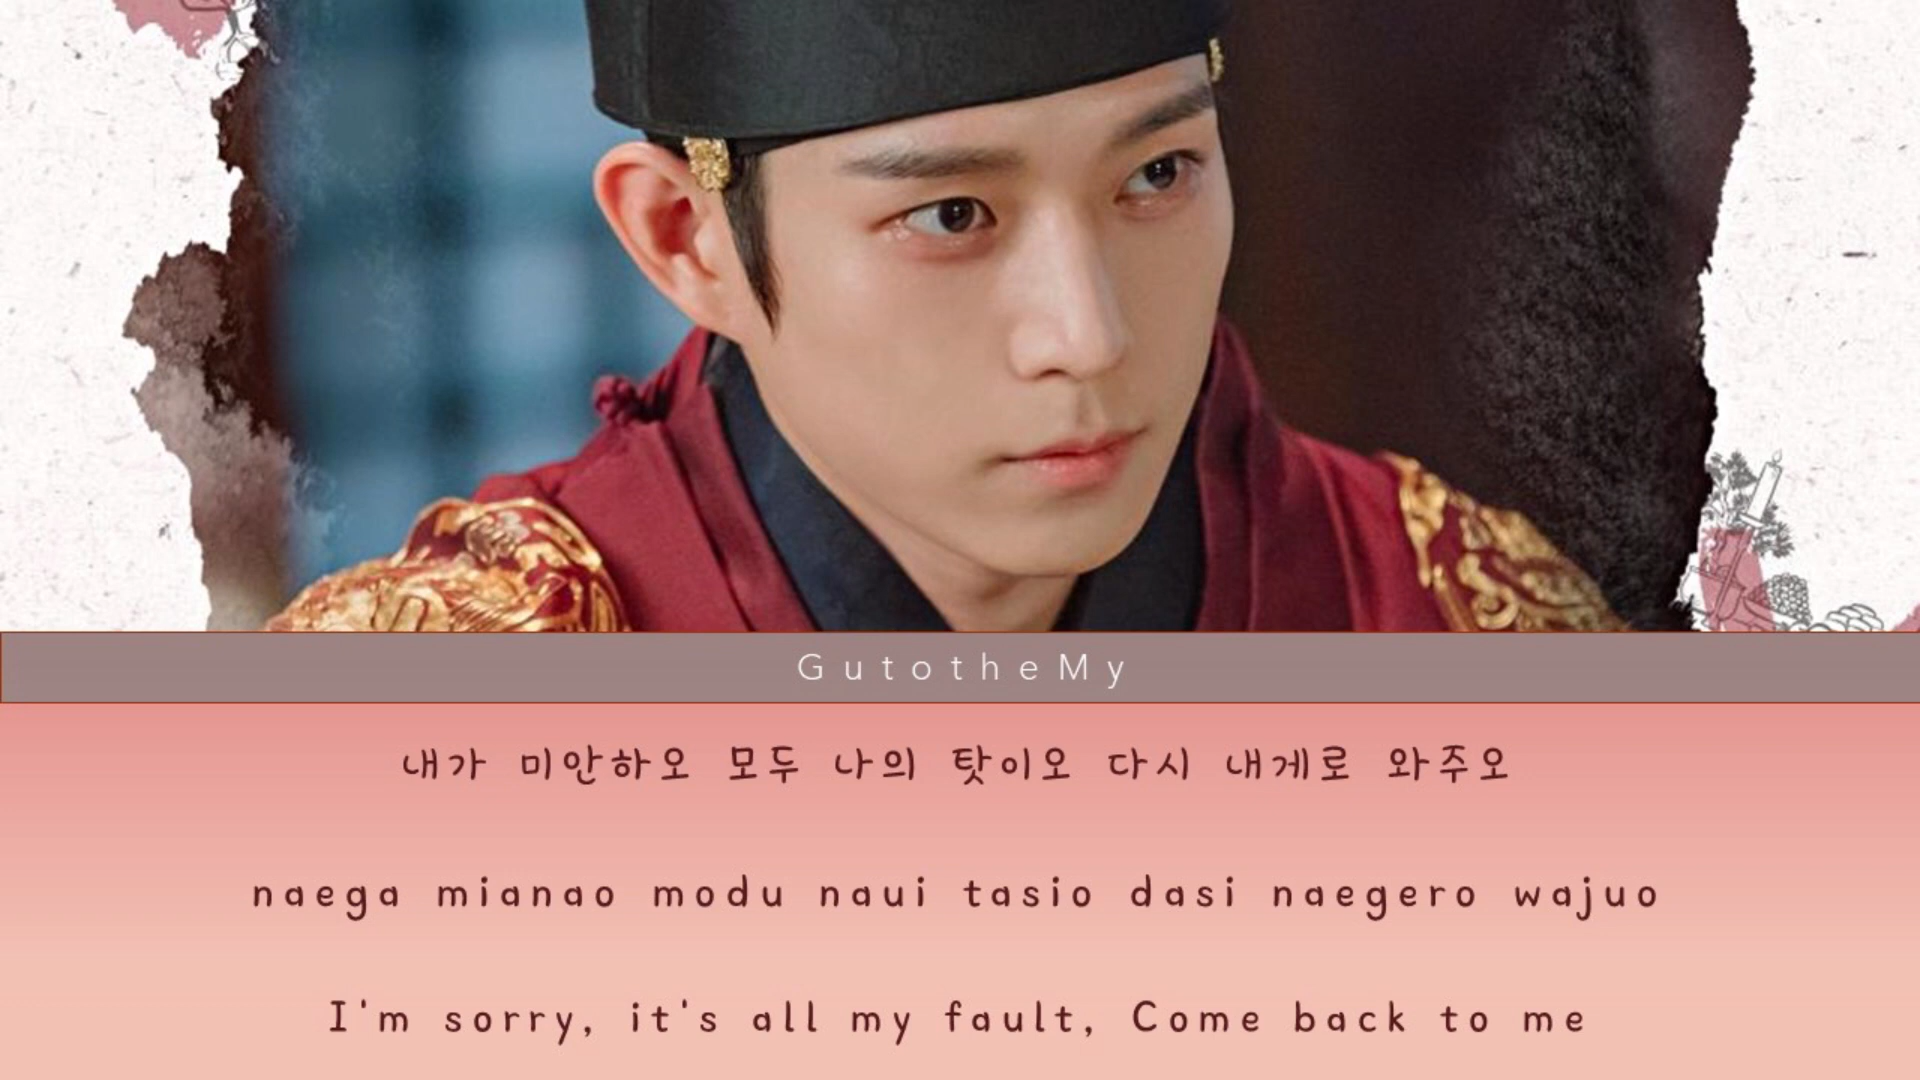 GutotheMy
내가 미안하오 모두 나의 탓이오 다시 내게로 와주오
naega mianao modu naui tasio dasi naegero wajuo
I'm sorry, it's all my fault, Come back to me